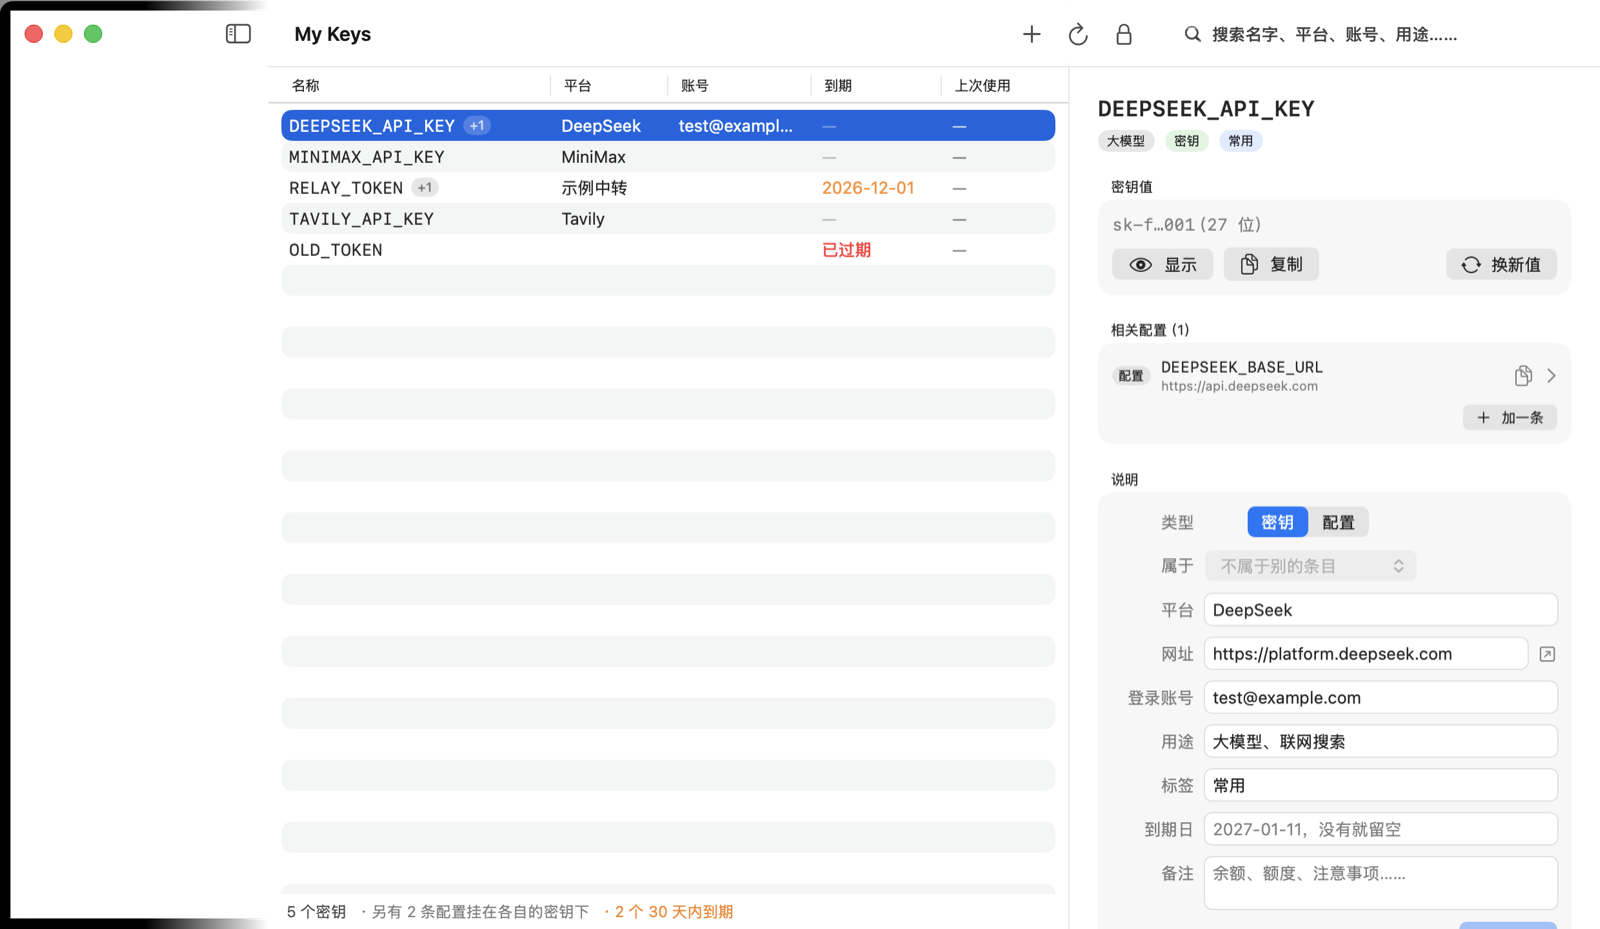 My Keys
搜索名字、平台、账号、用途……
名称 平台 账号 到期 上次使用
DEEPSEEK_API_KEY +1 DeepSeek test@exampl... — —
MINIMAX_API_KEY MiniMax — —
RELAY_TOKEN +1 示例中转 2026-12-01 —
TAVILY_API_KEY Tavily — —
OLD_TOKEN 已过期 —
5 个密钥 · 另有 2 条配置挂在各自的密钥下 · 2 个 30 天内到期
DEEPSEEK_API_KEY
大模型 密钥 常用
密钥值
sk-f…001(27 位)
显示 复制 换新值
相关配置 (1)
配置 DEEPSEEK_BASE_URL
https://api.deepseek.com
加一条
说明
类型 密钥 配置
属于 不属于别的条目
平台 DeepSeek
网址 https://platform.deepseek.com
登录账号 test@example.com
用途 大模型、联网搜索
标签 常用
到期日 2027-01-11，没有就留空
备注 余额、额度、注意事项……